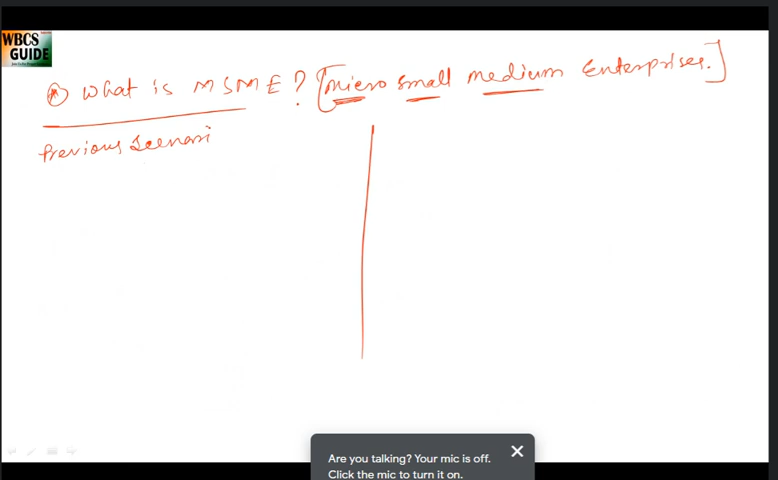 WBCS
GUIDE
What is MSME? [micro small medium Enterprises.]
Previous Scenari
Are you talking? Your mic is off.
Click the mic to turn it on.